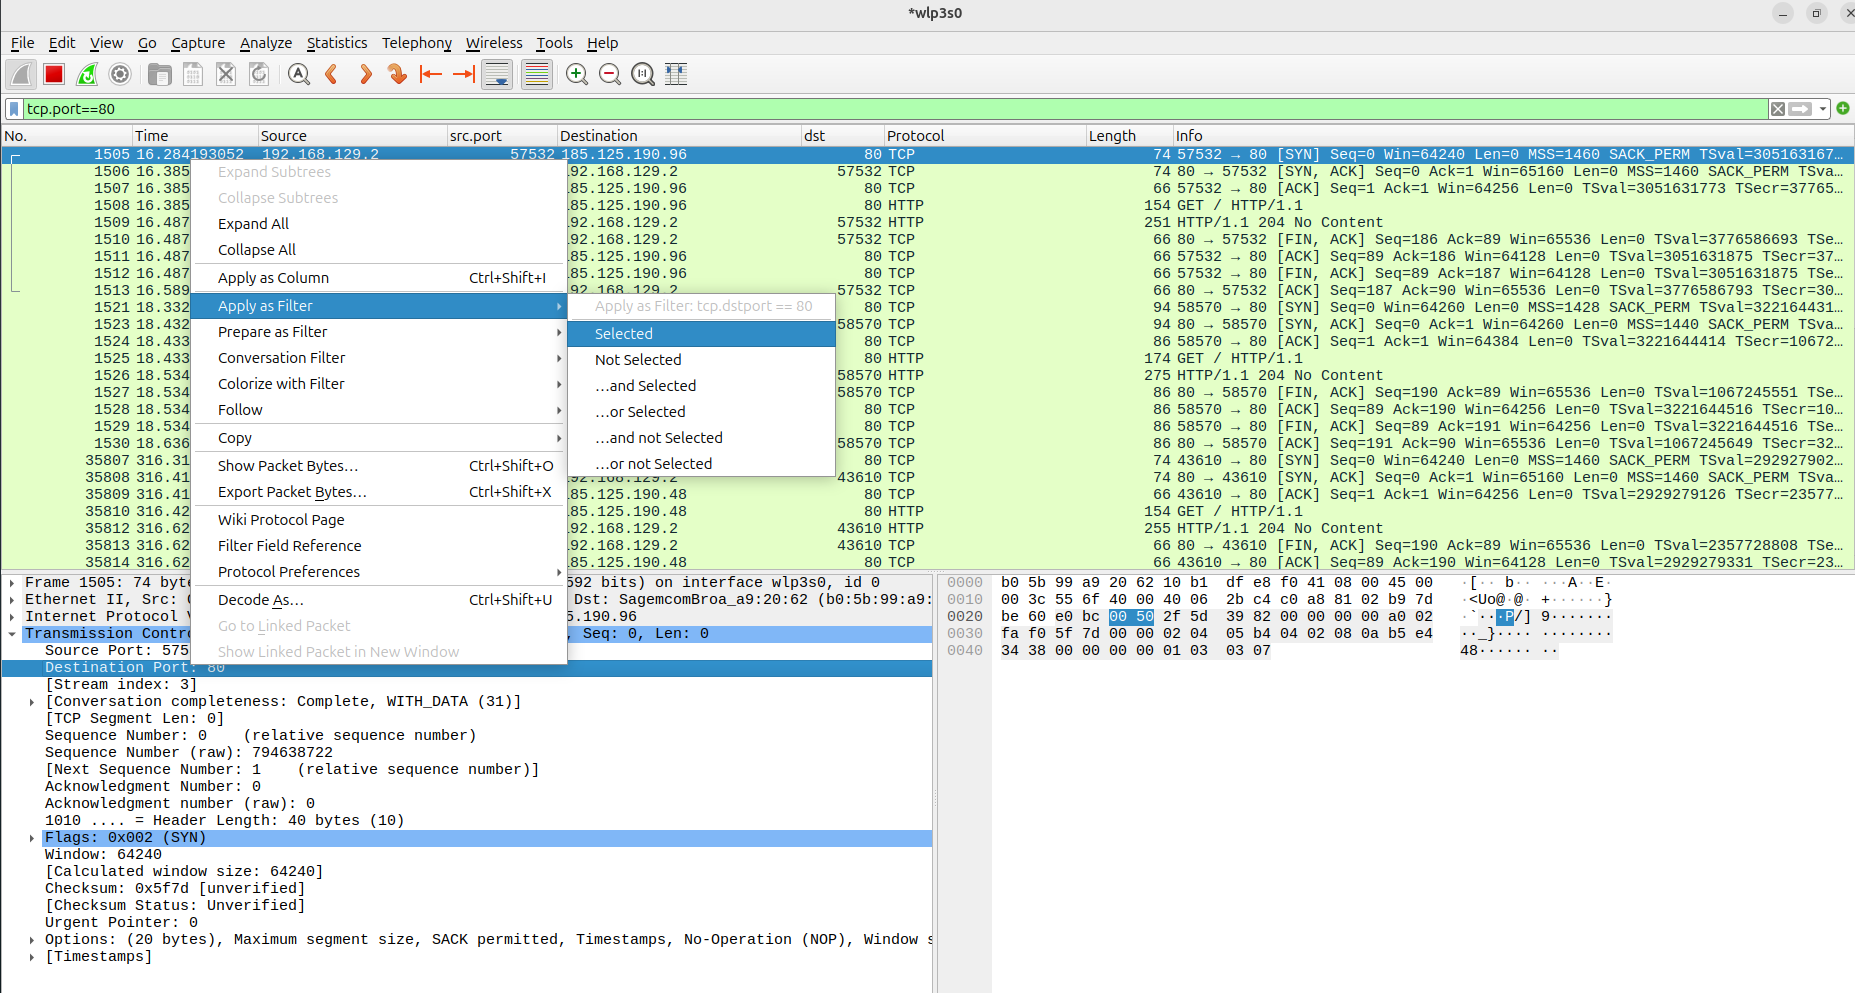 *wlp3s0
File Edit View Go Capture Analyze Statistics Telephony Wireless Tools Help
tcp.port==80
No. Time Source src.port Destination dst Protocol Length Info
1505 16.284193052 192.168.129.2 57532 185.125.190.96 80 TCP 74 57532 → 80 [SYN] Seq=0 Win=64240 Len=0 MSS=1460 SACK_PERM TSval=305163167…
1506 16.385 192.168.129.2 57532 TCP 74 80 → 57532 [SYN, ACK] Seq=0 Ack=1 Win=65160 Len=0 MSS=1460 SACK_PERM TSva…
1507 16.385 185.125.190.96 80 TCP 66 57532 → 80 [ACK] Seq=1 Ack=1 Win=64256 Len=0 TSval=3051631773 TSecr=37765…
1508 16.385 185.125.190.96 80 HTTP 154 GET / HTTP/1.1
1509 16.487 192.168.129.2 57532 HTTP 251 HTTP/1.1 204 No Content
1510 16.487 192.168.129.2 57532 TCP 66 80 → 57532 [FIN, ACK] Seq=186 Ack=89 Win=65536 Len=0 TSval=3776586693 TSe…
1511 16.487 185.125.190.96 80 TCP 66 57532 → 80 [ACK] Seq=89 Ack=186 Win=64128 Len=0 TSval=3051631875 TSecr=37…
1512 16.487 185.125.190.96 80 TCP 66 57532 → 80 [FIN, ACK] Seq=89 Ack=187 Win=64128 Len=0 TSval=3051631875 TSe…
1513 16.589 192.168.129.2 57532 TCP 66 80 → 57532 [ACK] Seq=187 Ack=90 Win=65536 Len=0 TSval=3776586793 TSecr=30…
1521 18.332 80 TCP 94 58570 → 80 [SYN] Seq=0 Win=64260 Len=0 MSS=1428 SACK_PERM TSval=322164431…
1523 18.432 58570 TCP 94 80 → 58570 [SYN, ACK] Seq=0 Ack=1 Win=64260 Len=0 MSS=1440 SACK_PERM TSva…
1524 18.433 80 TCP 86 58570 → 80 [ACK] Seq=1 Ack=1 Win=64384 Len=0 TSval=3221644414 TSecr=10672…
1525 18.433 80 HTTP 174 GET / HTTP/1.1
1526 18.534 58570 HTTP 275 HTTP/1.1 204 No Content
1527 18.534 58570 TCP 86 80 → 58570 [FIN, ACK] Seq=190 Ack=89 Win=65536 Len=0 TSval=1067245551 TSe…
1528 18.534 80 TCP 86 58570 → 80 [ACK] Seq=89 Ack=190 Win=64256 Len=0 TSval=3221644516 TSecr=10…
1529 18.534 80 TCP 86 58570 → 80 [FIN, ACK] Seq=89 Ack=191 Win=64256 Len=0 TSval=3221644516 TSe…
1530 18.636 58570 TCP 86 80 → 58570 [ACK] Seq=191 Ack=90 Win=65536 Len=0 TSval=1067245649 TSecr=32…
35807 316.31 80 TCP 74 43610 → 80 [SYN] Seq=0 Win=64240 Len=0 MSS=1460 SACK_PERM TSval=292927902…
35808 316.41 192.168.129.2 43610 TCP 74 80 → 43610 [SYN, ACK] Seq=0 Ack=1 Win=65160 Len=0 MSS=1460 SACK_PERM TSva…
35809 316.41 185.125.190.48 80 TCP 66 43610 → 80 [ACK] Seq=1 Ack=1 Win=64256 Len=0 TSval=2929279126 TSecr=23577…
35810 316.42 185.125.190.48 80 HTTP 154 GET / HTTP/1.1
35812 316.62 192.168.129.2 43610 HTTP 255 HTTP/1.1 204 No Content
35813 316.62 192.168.129.2 43610 TCP 66 80 → 43610 [FIN, ACK] Seq=190 Ack=89 Win=65536 Len=0 TSval=2357728808 TSe…
35814 316.62 185.125.190.48 80 TCP 66 43610 → 80 [ACK] Seq=89 Ack=190 Win=64128 Len=0 TSval=2929279331 TSecr=23…
Expand Subtrees
Collapse Subtrees
Expand All
Collapse All
Apply as Column Ctrl+Shift+I
Apply as Filter
Prepare as Filter
Conversation Filter
Colorize with Filter
Follow
Copy
Show Packet Bytes… Ctrl+Shift+O
Export Packet Bytes… Ctrl+Shift+X
Wiki Protocol Page
Filter Field Reference
Protocol Preferences
Decode As… Ctrl+Shift+U
Go to Linked Packet
Show Linked Packet in New Window
Apply as Filter: tcp.dstport == 80
Selected
Not Selected
…and Selected
…or Selected
…and not Selected
…or not Selected
Frame 1505: 74 byte 592 bits) on interface wlp3s0, id 0
Ethernet II, Src: Dst: SagemcomBroa_a9:20:62 (b0:5b:99:a9:
Internet Protocol V 5.190.96
Transmission Contro , Seq: 0, Len: 0
Source Port: 575
Destination Port: 80
[Stream index: 3]
[Conversation completeness: Complete, WITH_DATA (31)]
[TCP Segment Len: 0]
Sequence Number: 0 (relative sequence number)
Sequence Number (raw): 794638722
[Next Sequence Number: 1 (relative sequence number)]
Acknowledgment Number: 0
Acknowledgment number (raw): 0
1010 .... = Header Length: 40 bytes (10)
Flags: 0x002 (SYN)
Window: 64240
[Calculated window size: 64240]
Checksum: 0x5f7d [unverified]
[Checksum Status: Unverified]
Urgent Pointer: 0
Options: (20 bytes), Maximum segment size, SACK permitted, Timestamps, No-Operation (NOP), Window s
[Timestamps]
0000 b0 5b 99 a9 20 62 10 b1 df e8 f0 41 08 00 45 00 ·[·· b·· ···A··E·
0010 00 3c 55 6f 40 00 40 06 2b c4 c0 a8 81 02 b9 7d ·<Uo@·@· +······}
0020 be 60 e0 bc 00 50 2f 5d 39 82 00 00 00 00 a0 02 ·`···P/] 9·······
0030 fa f0 5f 7d 00 00 02 04 05 b4 04 02 08 0a b5 e4 ··_}···· ········
0040 34 38 00 00 00 00 01 03 03 07 48······ ··